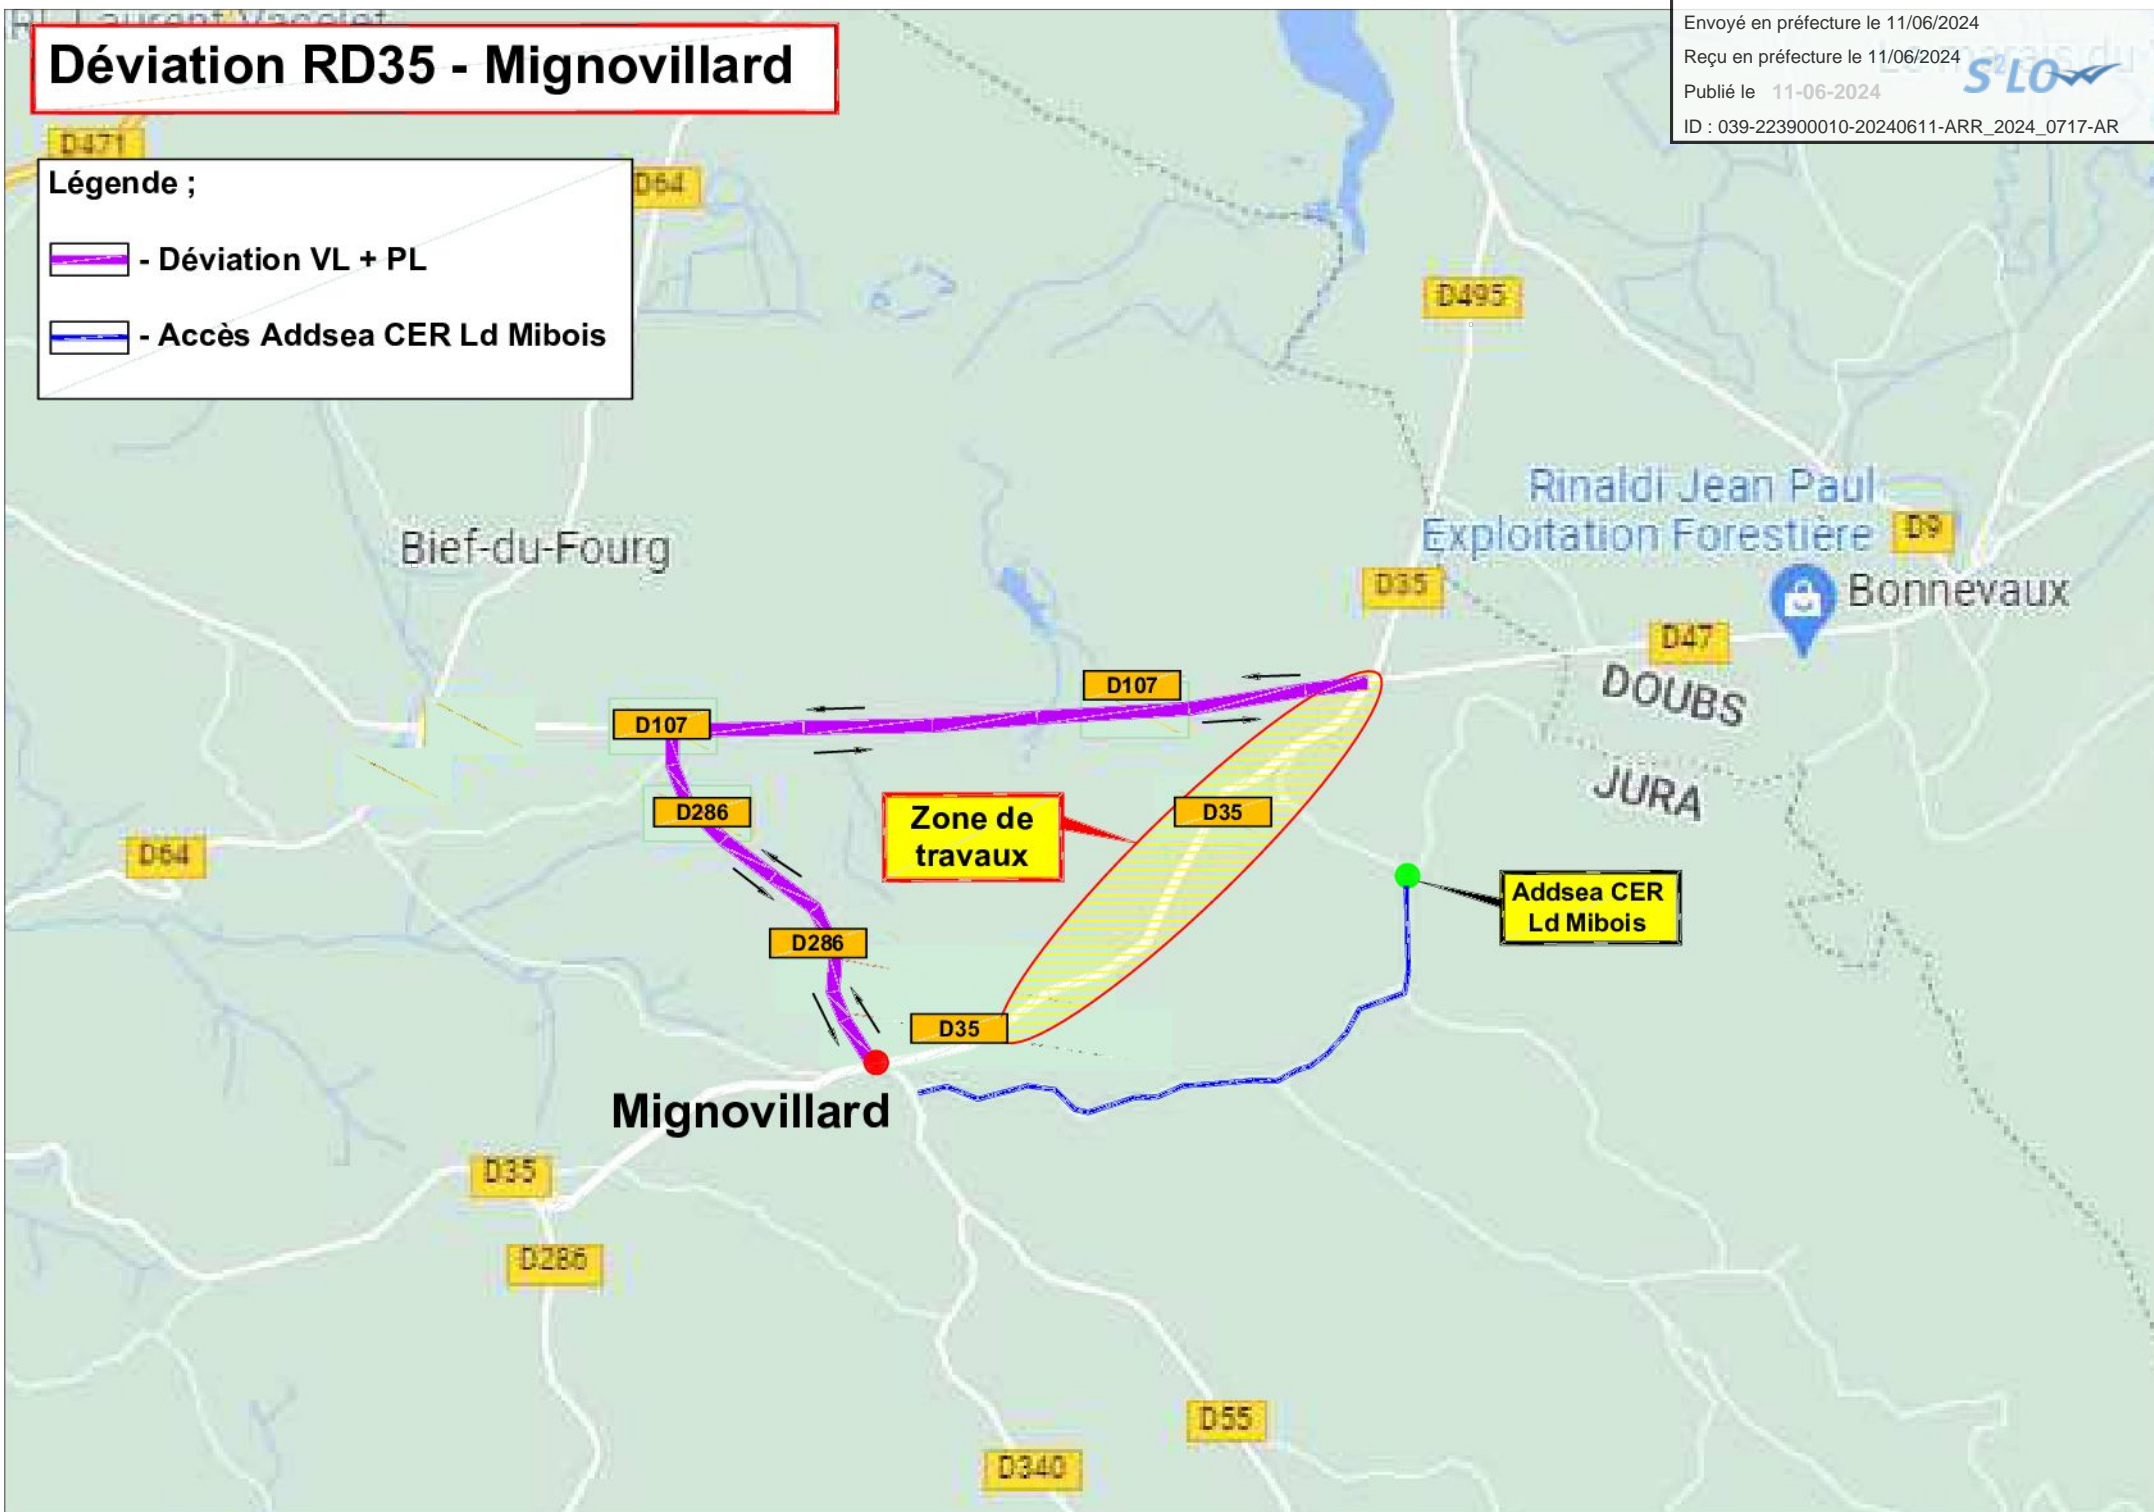 Envoyé en préfecture le 11/06/2024
Reçu en préfecture le 11/06/2024
Publié le 11-06-2024
S²LO
ID : 039-223900010-20240611-ARR_2024_0717-AR
Déviation RD35 - Mignovillard
D471
Légende ;
- Déviation VL + PL
- Accès Addsea CER Ld Mibois
D64
D495
Rinaldi Jean Paul
Exploitation Forestière
D9
Bief-du-Fourg
D35
Bonnevaux
D47
DOUBS
D107
D107
JURA
D286
Zone de
travaux
D35
D64
Addsea CER
Ld Mibois
D286
D35
Mignovillard
D35
D286
D55
D340